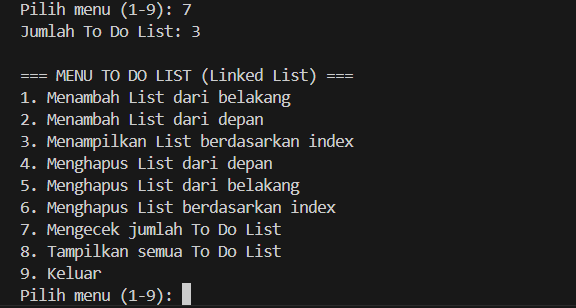 Pilih menu (1-9): 7
Jumlah To Do List: 3
=== MENU TO DO LIST (Linked List) ===
1. Menambah List dari belakang
2. Menambah List dari depan
3. Menampilkan List berdasarkan index
4. Menghapus List dari depan
5. Menghapus List dari belakang
6. Menghapus List berdasarkan index
7. Mengecek jumlah To Do List
8. Tampilkan semua To Do List
9. Keluar
Pilih menu (1-9):